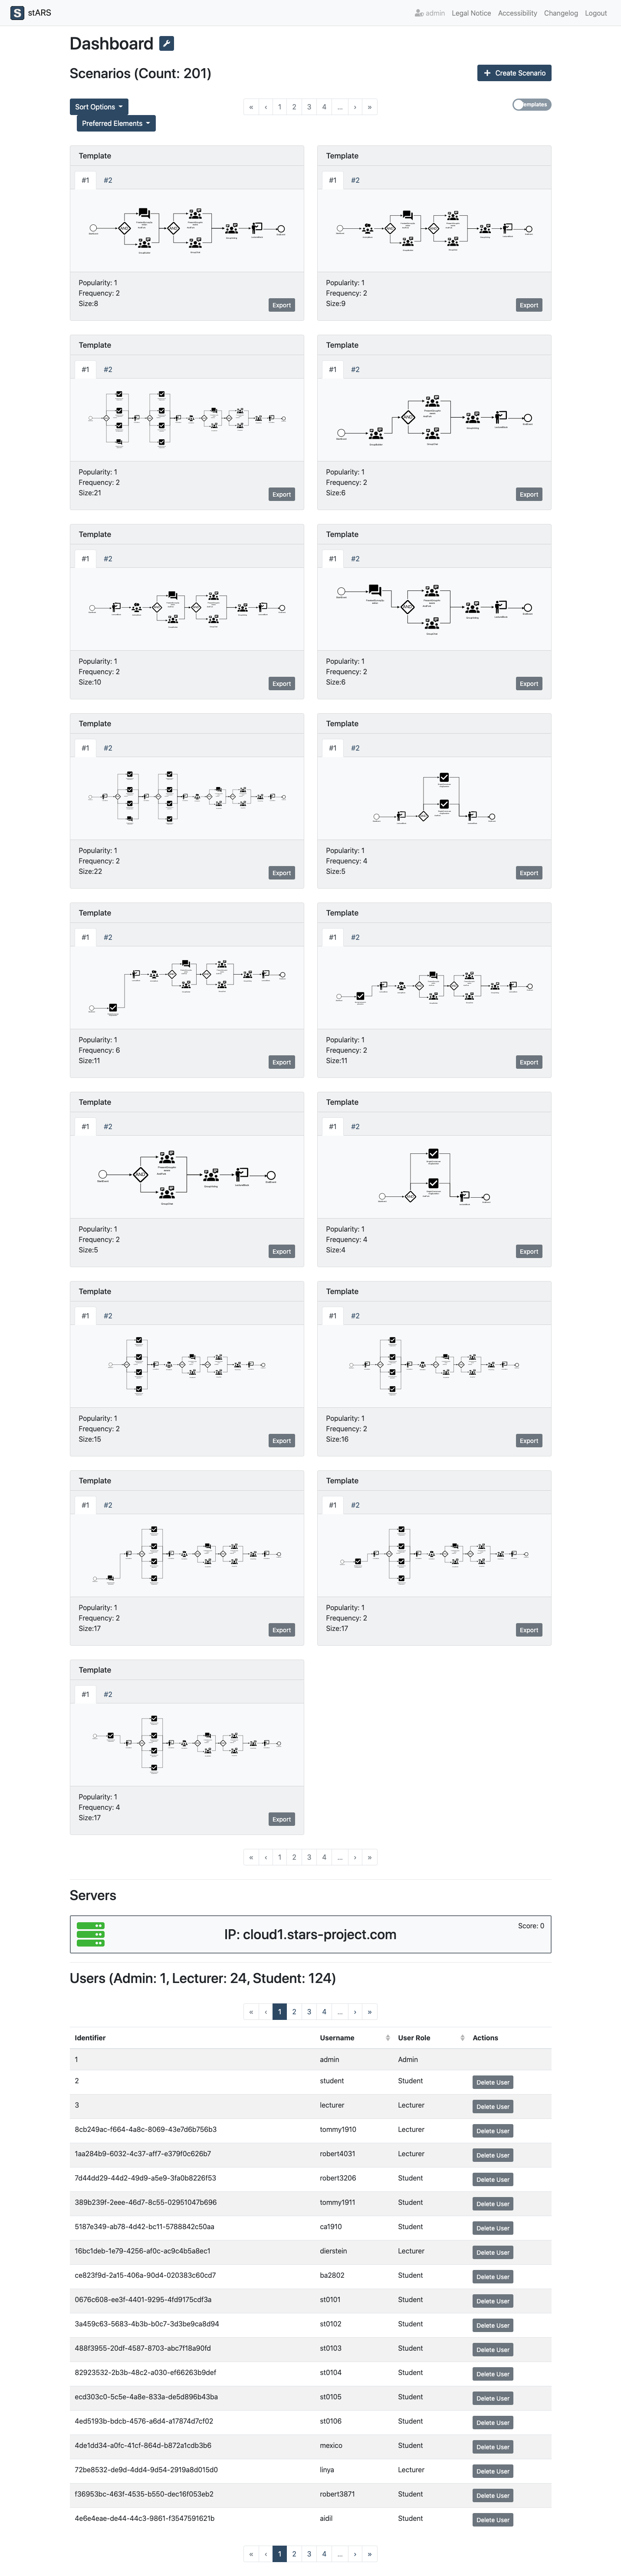 S stARS
admin Legal Notice Accessibility Changelog Logout
Dashboard
Scenarios (Count: 201)
+ Create Scenario
Sort Options
« ‹ 1 2 3 4 … › »
Preferred Elements
Template
#1 #2
Popularity: 1
Frequency: 2
Size:8
Export
Template
#1 #2
Popularity: 1
Frequency: 2
Size:9
Export
Template
#1 #2
Popularity: 1
Frequency: 2
Size:21
Export
Template
#1 #2
Popularity: 1
Frequency: 2
Size:6
Export
Template
#1 #2
Popularity: 1
Frequency: 2
Size:10
Export
Template
#1 #2
Popularity: 1
Frequency: 2
Size:6
Export
Template
#1 #2
Popularity: 1
Frequency: 2
Size:22
Export
Template
#1 #2
Popularity: 1
Frequency: 4
Size:5
Export
Template
#1 #2
Popularity: 1
Frequency: 6
Size:11
Export
Template
#1 #2
Popularity: 1
Frequency: 2
Size:11
Export
Template
#1 #2
Popularity: 1
Frequency: 2
Size:5
Export
Template
#1 #2
Popularity: 1
Frequency: 4
Size:4
Export
Template
#1 #2
Popularity: 1
Frequency: 2
Size:15
Export
Template
#1 #2
Popularity: 1
Frequency: 2
Size:16
Export
Template
#1 #2
Popularity: 1
Frequency: 2
Size:17
Export
Template
#1 #2
Popularity: 1
Frequency: 2
Size:17
Export
Template
#1 #2
Popularity: 1
Frequency: 4
Size:17
Export
« ‹ 1 2 3 4 … › »
Servers
IP: cloud1.stars-project.com
Score: 0
Users (Admin: 1, Lecturer: 24, Student: 124)
« ‹ 1 2 3 4 … › »
Identifier Username User Role Actions
1 admin Admin
2 student Student Delete User
3 lecturer Lecturer Delete User
8cb249ac-f664-4a8c-8069-43e7d6b756b3 tommy1910 Lecturer Delete User
1aa284b9-6032-4c37-aff7-e379f0c626b7 robert4031 Lecturer Delete User
7d44dd29-44d2-49d9-a5e9-3fa0b8226f53 robert3206 Student Delete User
389b239f-2eee-46d7-8c55-02951047b696 tommy1911 Student Delete User
5187e349-ab78-4d42-bc11-5788842c50aa ca1910 Student Delete User
16bc1deb-1e79-4256-af0c-ac9c4b5a8ec1 dierstein Lecturer Delete User
ce823f9d-2a15-406a-90d4-020383c60cd7 ba2802 Student Delete User
0676c608-ee3f-4401-9295-4fd9175cdf3a st0101 Student Delete User
3a459c63-5683-4b3b-b0c7-3d3be9ca8d94 st0102 Student Delete User
488f3955-20df-4587-8703-abc7f18a90fd st0103 Student Delete User
82923532-2b3b-48c2-a030-ef66263b9def st0104 Student Delete User
ecd303c0-5c5e-4a8e-833a-de5d896b43ba st0105 Student Delete User
4ed5193b-bdcb-4576-a6d4-a17874d7cf02 st0106 Student Delete User
4de1dd34-a0fc-41cf-864d-b872a1cdb3b6 mexico Student Delete User
72be8532-de9d-4dd4-9d54-2919a8d015d0 linya Lecturer Delete User
f36953bc-463f-4535-b550-dec16f053eb2 robert3871 Student Delete User
4e6e4eae-de44-44c3-9861-f3547591621b aidil Student Delete User
« ‹ 1 2 3 4 … › »